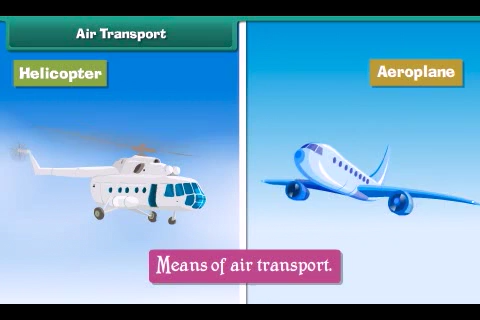 Air Transport
Helicopter
Aeroplane
Means of air transport.